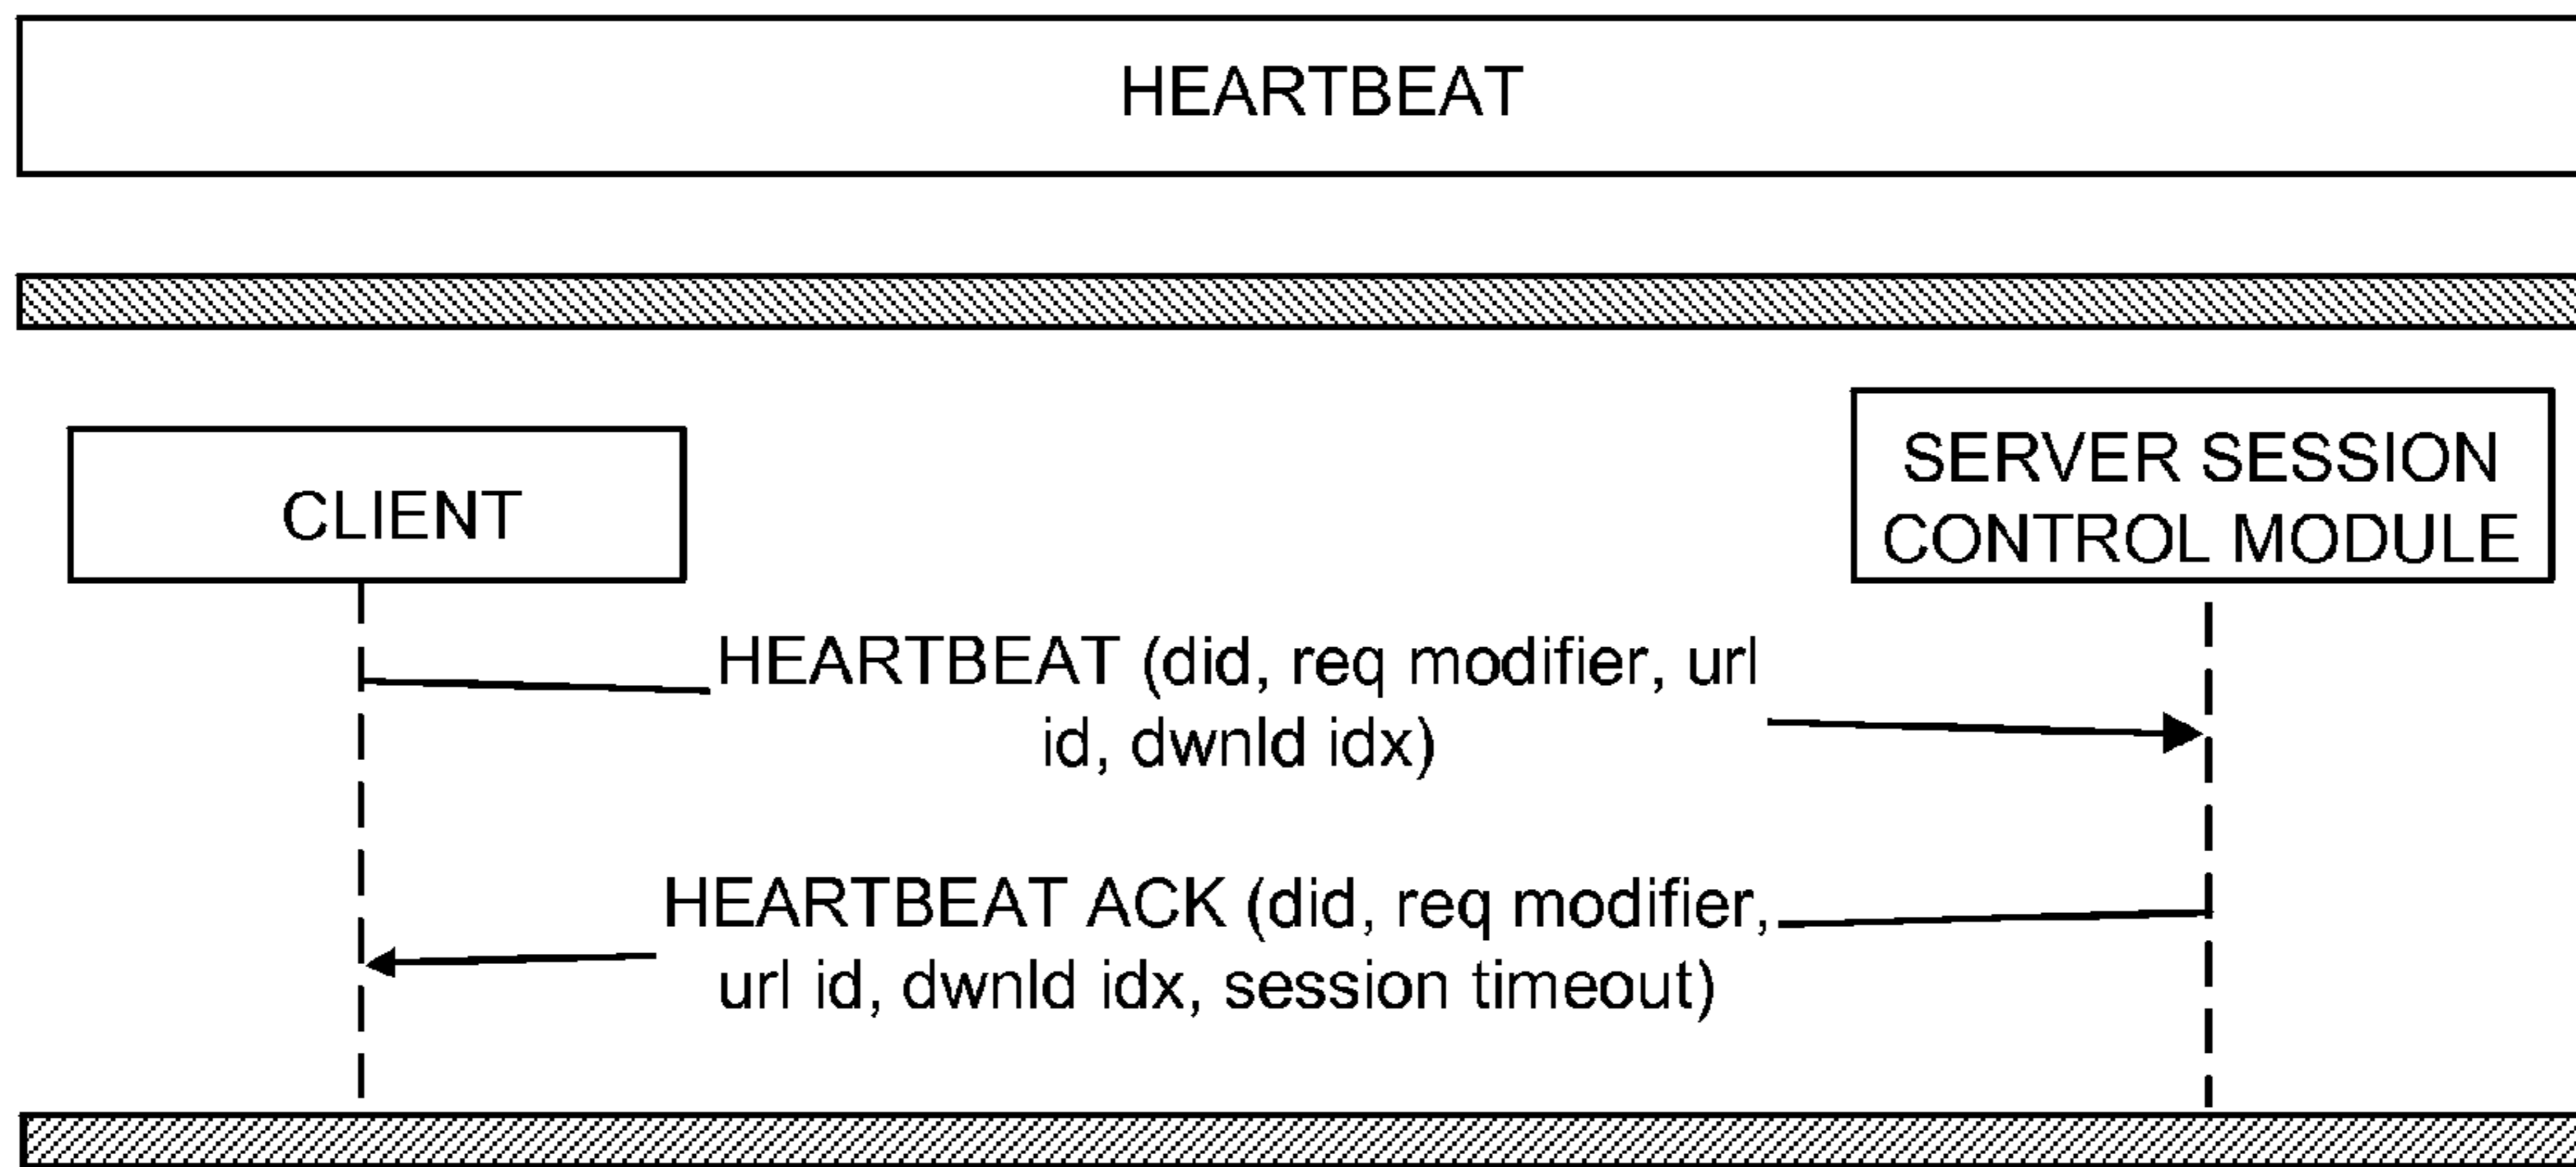 HEARTBEAT
CLIENT
SERVER SESSION
CONTROL MODULE
HEARTBEAT (did, req modifier, url
id, dwnld idx)
HEARTBEAT ACK (did, req modifier,
url id, dwnld idx, session timeout)